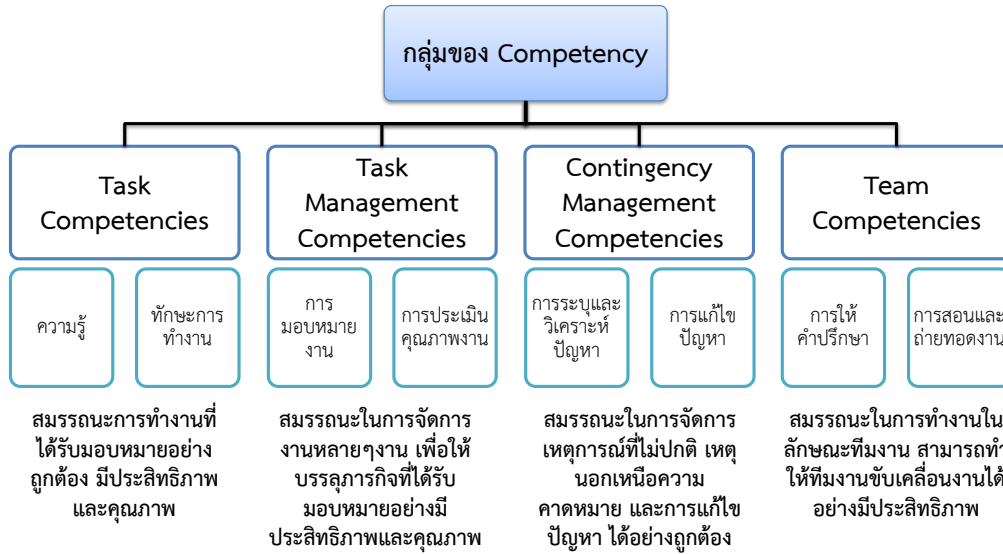 กลุ่มของ Competency
Task
Competencies
Task
Management
Competencies
Contingency
Management
Competencies
Team
Competencies
ความรู้
ทักษะการ
ทำงาน
การ
มอบหมาย
งาน
การประเมิน
คุณภาพงาน
การระบุและ
วิเคราะห์
ปัญหา
การแก้ไข
ปัญหา
การให้
คำปรึกษา
การสอนและ
ถ่ายทอดงาน
สมรรถนะการทำงานที่
ได้รับมอบหมายอย่าง
ถูกต้อง มีประสิทธิภาพ
และคุณภาพ
สมรรถนะในการจัดการ
งานหลายๆงาน เพื่อให้
บรรลุภารกิจที่ได้รับ
มอบหมายอย่างมี
ประสิทธิภาพและคุณภาพ
สมรรถนะในการจัดการ
เหตุการณ์ที่ไม่ปกติ เหตุ
นอกเหนือความ
คาดหมาย และการแก้ไข
ปัญหา ได้อย่างถูกต้อง
สมรรถนะในการทำงานใน
ลักษณะทีมงาน สามารถทำ
ให้ทีมงานขับเคลื่อนงานได้
อย่างมีประสิทธิภาพ